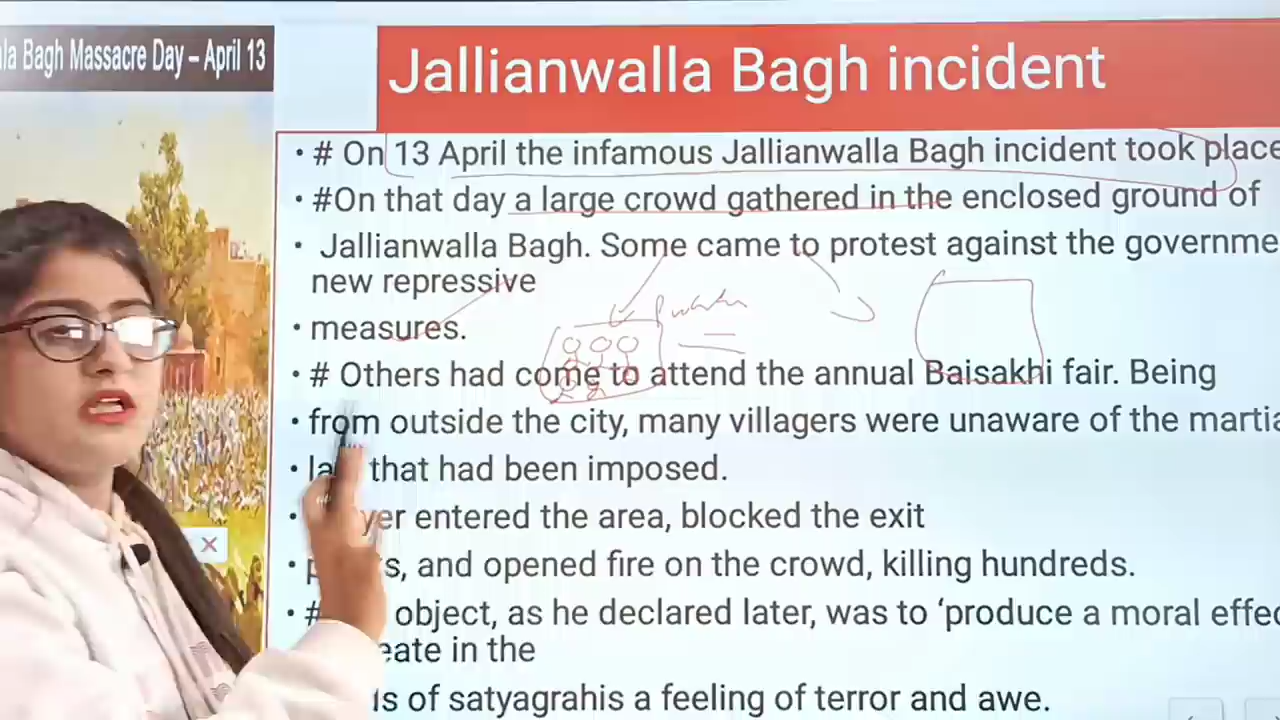 la Bagh Massacre Day – April 13
Jallianwalla Bagh incident
• # On 13 April the infamous Jallianwalla Bagh incident took place
• #On that day a large crowd gathered in the enclosed ground of
• Jallianwalla Bagh. Some came to protest against the governme
new repressive
• measures.
• # Others had come to attend the annual Baisakhi fair. Being
• from outside the city, many villagers were unaware of the martia
• that had been imposed.
• yer entered the area, blocked the exit
• s, and opened fire on the crowd, killing hundreds.
• # object, as he declared later, was to ‘produce a moral effec
eate in the
ls of satyagrahis a feeling of terror and awe.